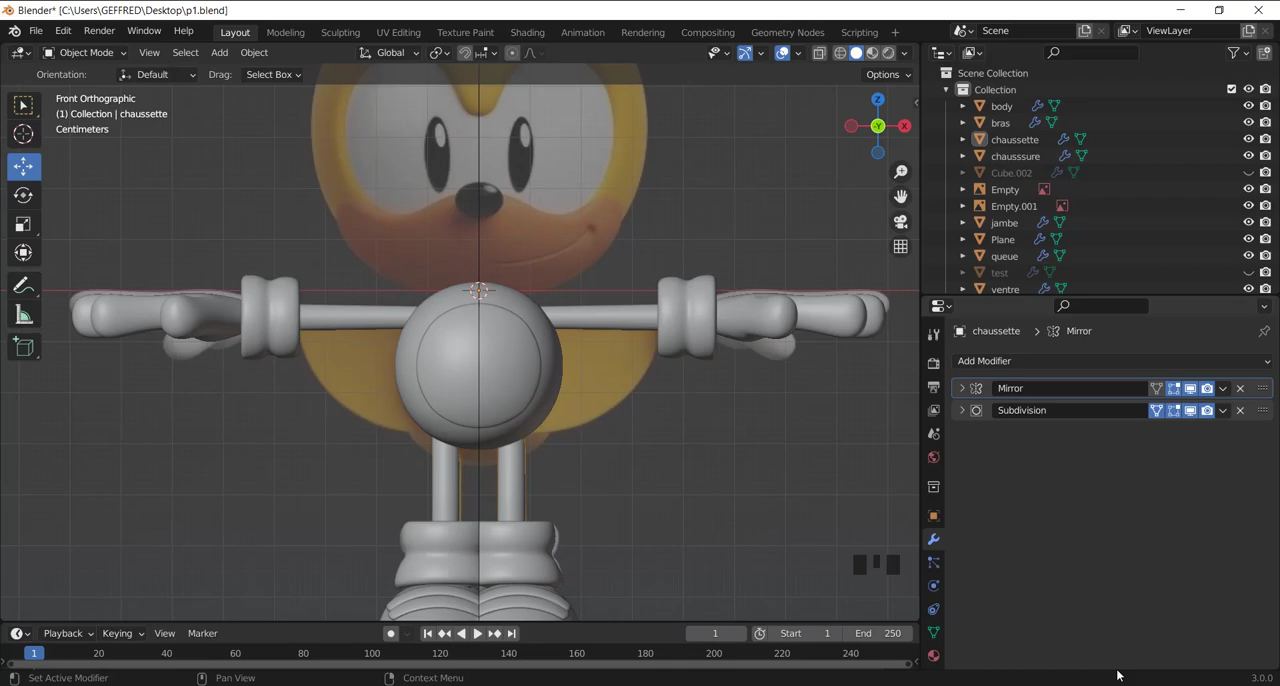 Blender* [C:\Users\GEFFRED\Desktop\p1.blend]
File Edit Render Window Help Layout Modeling Sculpting UV Editing Texture Paint Shading Animation Rendering Compositing Geometry Nodes Scripting + Scene ViewLayer
Object Mode View Select Add Object Global
Orientation: Default Drag: Select Box Options
Front Orthographic
(1) Collection | chaussette
Centimeters
Z
-Y
X
Scene Collection
Collection
body
bras
chaussette
chausssure
Cube.002
Empty
Empty.001
jambe
Plane
queue
test
ventre
chaussette > Mirror
Add Modifier
Mirror
Subdivision
Playback Keying View Marker 1 Start 1 End 250
1 20 40 60 80 100 120 140 160 180 200 220 240
Set Active Modifier Pan View Context Menu 3.0.0